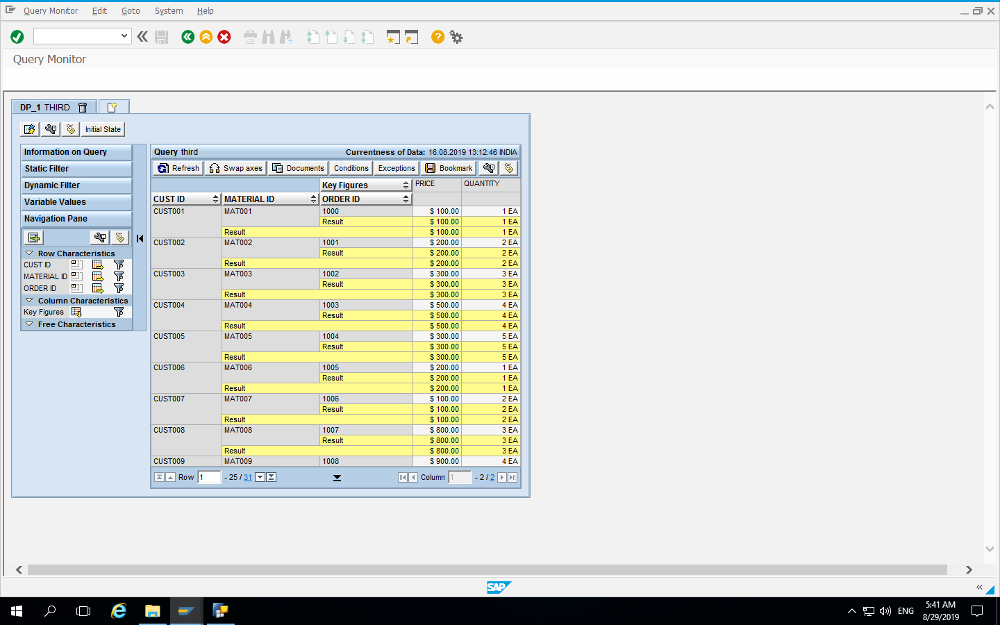 Query Monitor Edit Goto System Help
Query Monitor
DP_1 THIRD
Initial State
Information on Query
Static Filter
Dynamic Filter
Variable Values
Navigation Pane
Row Characteristics
CUST ID
MATERIAL ID
ORDER ID
Column Characteristics
Key Figures
Free Characteristics
Query third Currentness of Data: 16.08.2019 13:12:46 INDIA
Refresh Swap axes Documents Conditions Exceptions Bookmark
Key Figures PRICE QUANTITY
CUST ID MATERIAL ID ORDER ID
CUST001 MAT001 1000 $ 100.00 1 EA
Result $ 100.00 1 EA
Result $ 100.00 1 EA
CUST002 MAT002 1001 $ 200.00 2 EA
Result $ 200.00 2 EA
Result $ 200.00 2 EA
CUST003 MAT003 1002 $ 300.00 3 EA
Result $ 300.00 3 EA
Result $ 300.00 3 EA
CUST004 MAT004 1003 $ 500.00 4 EA
Result $ 500.00 4 EA
Result $ 500.00 4 EA
CUST005 MAT005 1004 $ 300.00 5 EA
Result $ 300.00 5 EA
Result $ 300.00 5 EA
CUST006 MAT006 1005 $ 200.00 1 EA
Result $ 200.00 1 EA
Result $ 200.00 1 EA
CUST007 MAT007 1006 $ 100.00 2 EA
Result $ 100.00 2 EA
Result $ 100.00 2 EA
CUST008 MAT008 1007 $ 800.00 3 EA
Result $ 800.00 3 EA
Result $ 800.00 3 EA
CUST009 MAT009 1008 $ 900.00 4 EA
Row 1 - 25 / 31 Column 1 - 2 / 2
SAP
ENG
5:41 AM
8/29/2019